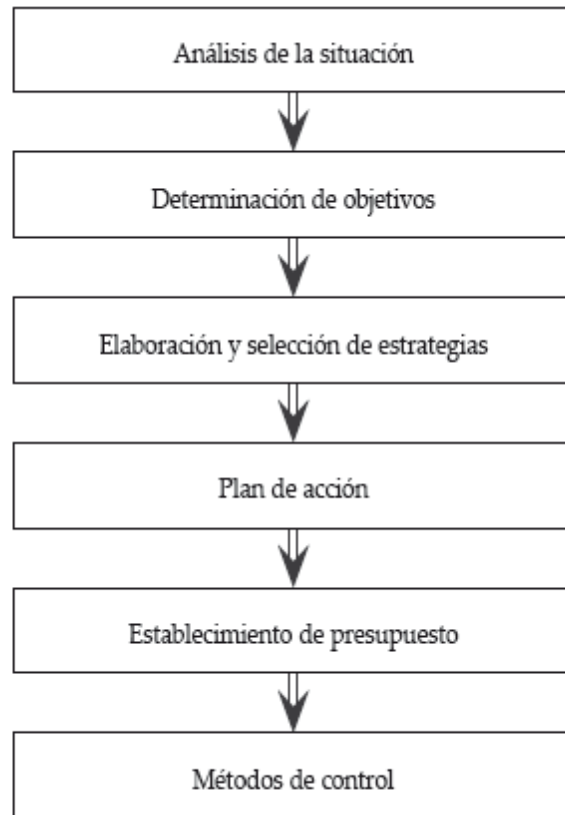 Análisis de la situación
Determinación de objetivos
Elaboración y selección de estrategias
Plan de acción
Establecimiento de presupuesto
Métodos de control